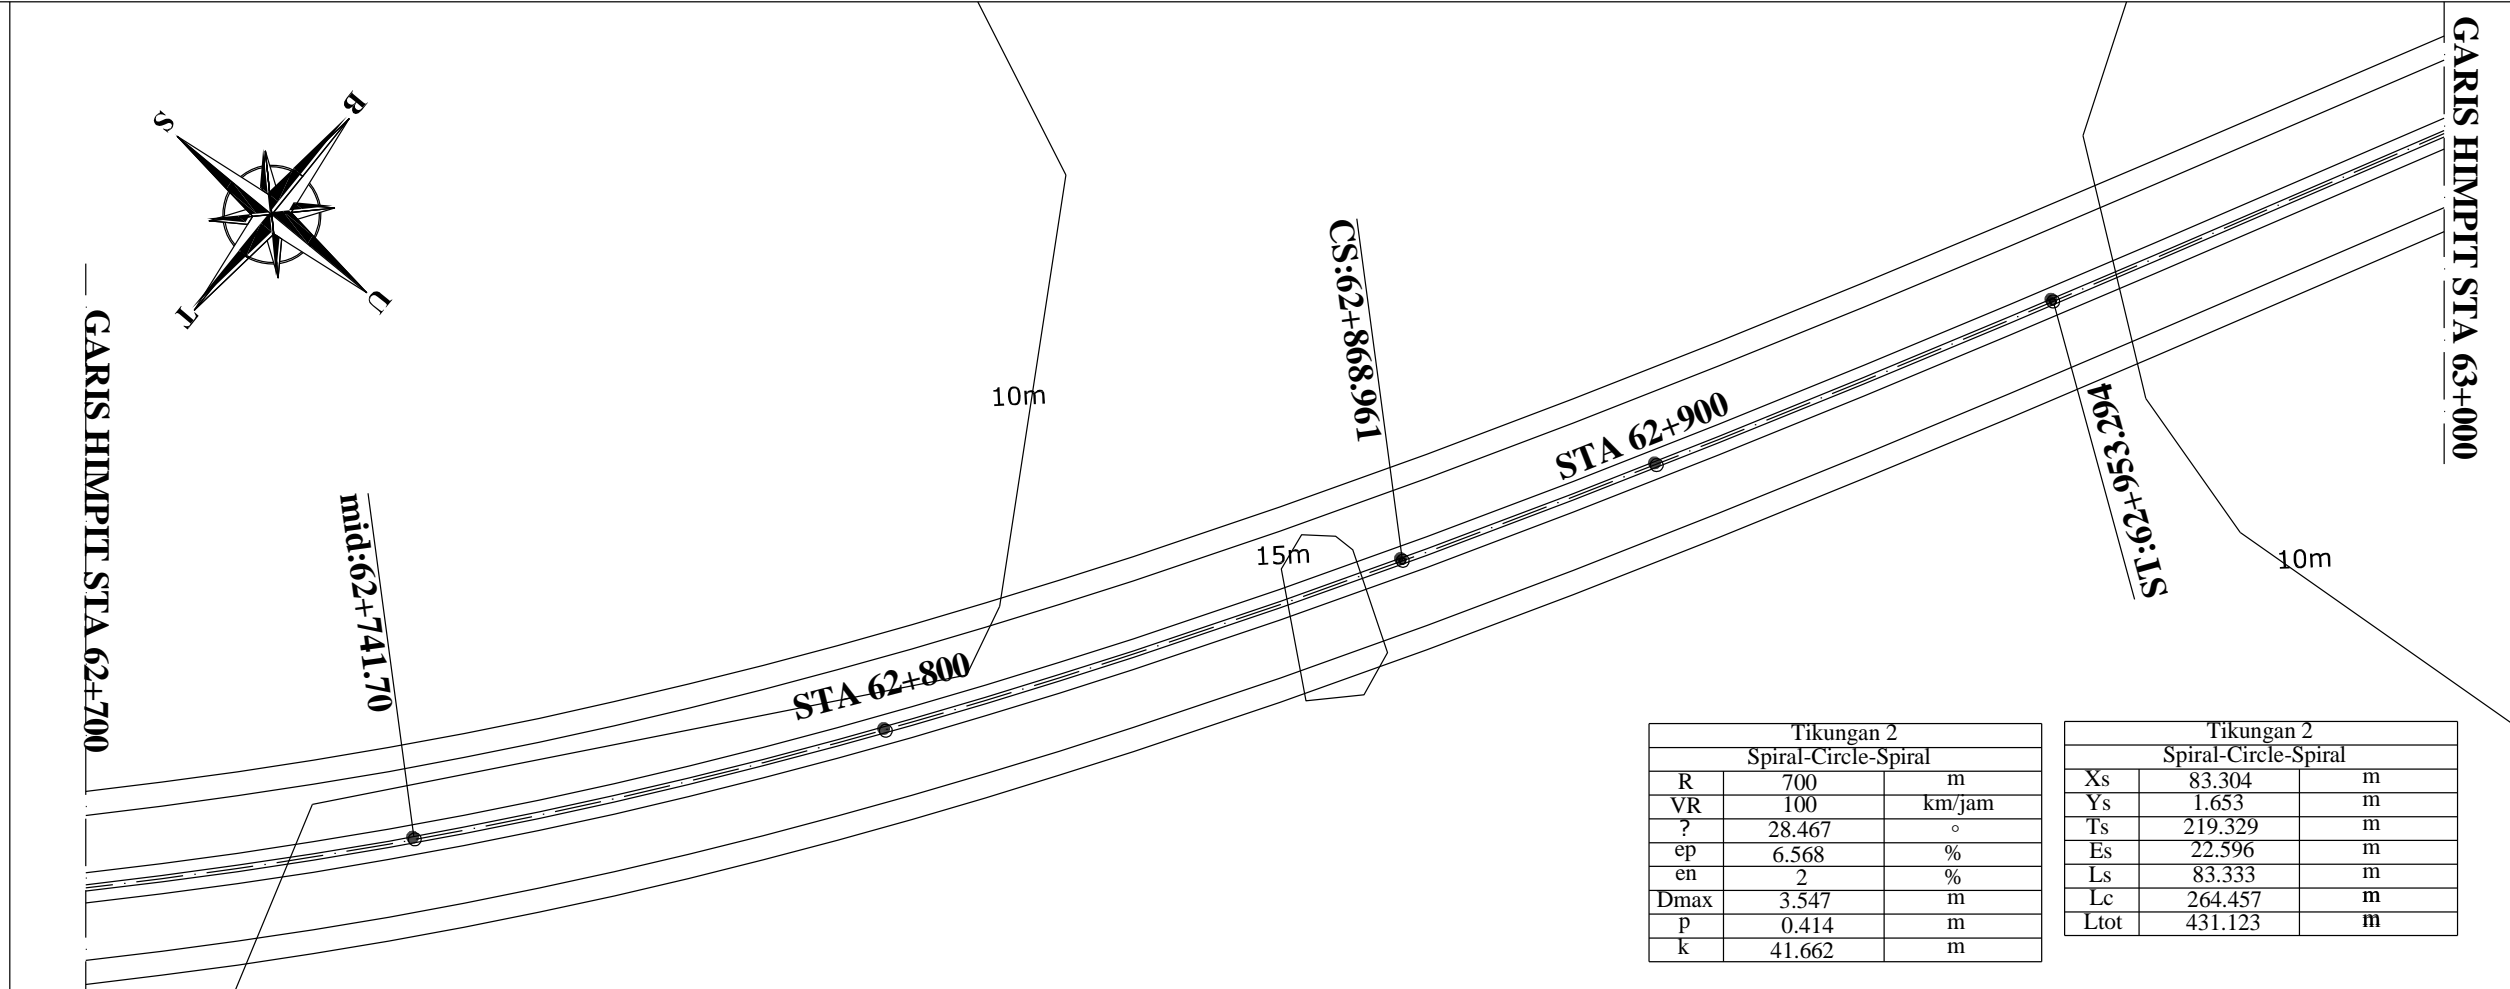 S
B
T
U
GARIS HIMPIT STA 62+700
mid:62+741.70
STA 62+800
10m
CS:62+868.961
15m
STA 62+900
ST:62+953.294
10m
GARIS HIMPIT STA 63+000
Tikungan 2
Spiral-Circle-Spiral
R 700 m
VR 100 km/jam
? 28.467 °
ep 6.568 %
en 2 %
Dmax 3.547 m
p 0.414 m
k 41.662 m
Tikungan 2
Spiral-Circle-Spiral
Xs 83.304 m
Ys 1.653 m
Ts 219.329 m
Es 22.596 m
Ls 83.333 m
Lc 264.457 m
Ltot 431.123 m